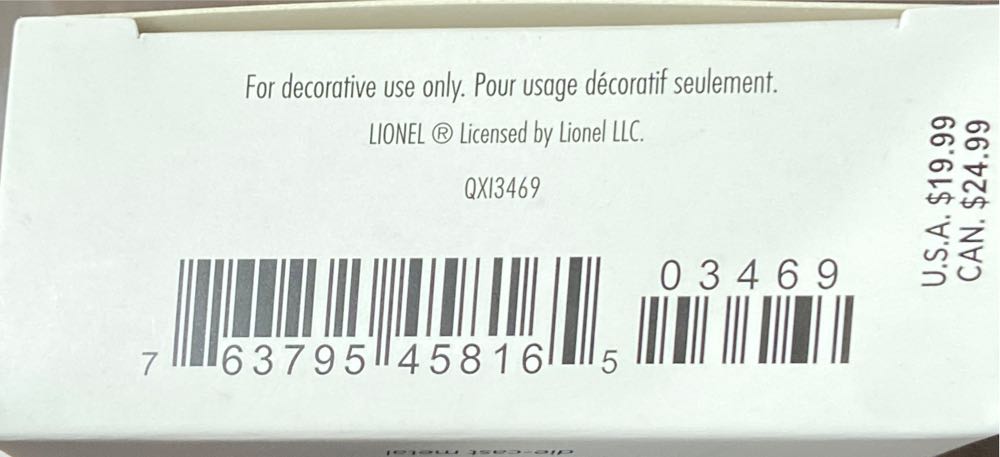 For decorative use only. Pour usage décoratif seulement.
LIONEL ® Licensed by Lionel LLC.
QXI3469
U.S.A. $19.99
CAN. $24.99
03469
7 63795 45816 5
die-cast metal